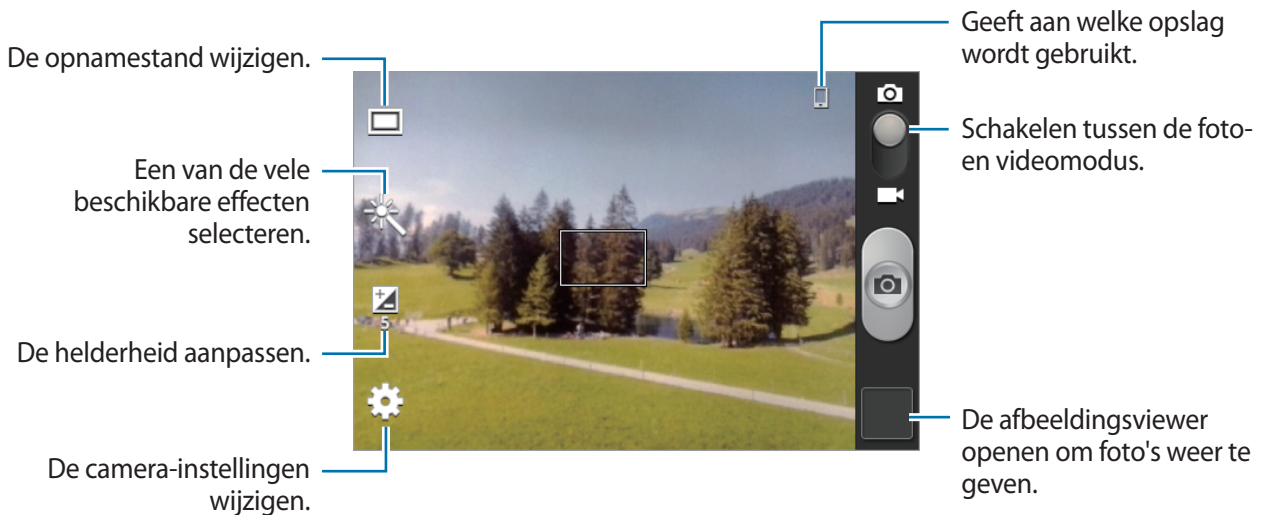 De opnamestand wijzigen.
Een van de vele
beschikbare effecten
selecteren.
5
De helderheid aanpassen.
De camera-instellingen
wijzigen.
Geeft aan welke opslag
wordt gebruikt.
Schakelen tussen de foto-
en videomodus.
De afbeeldingsviewer
openen om foto's weer te
geven.